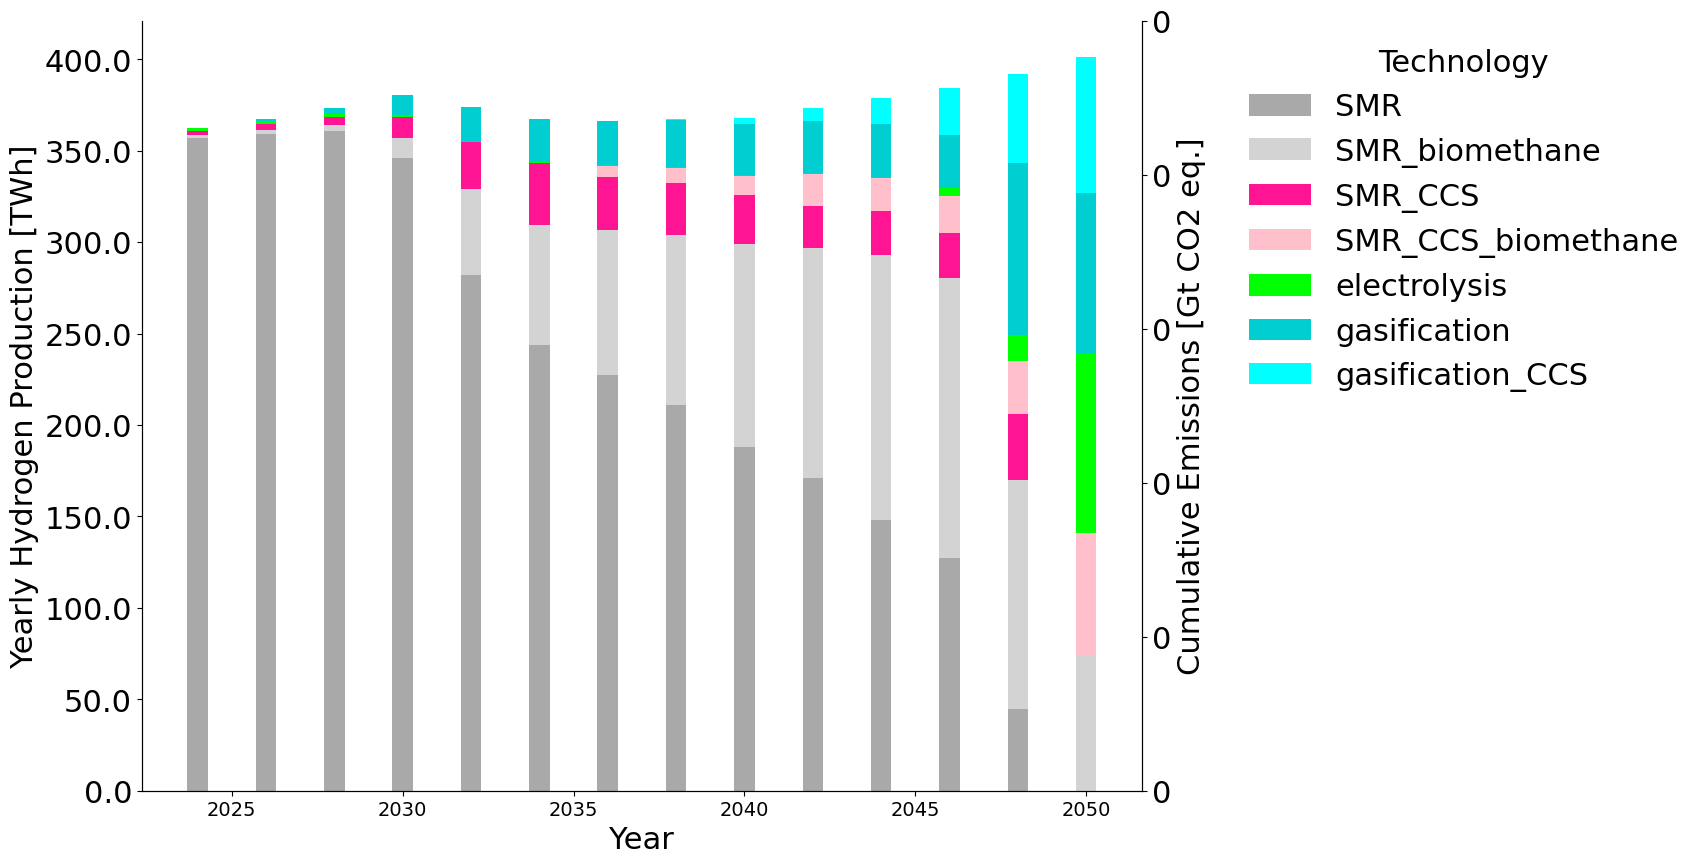 Yearly Hydrogen Production [TWh]
400.0
350.0
300.0
250.0
200.0
150.0
100.0
50.0
0.0
2025
2030
2035
2040
2045
2050
Year
0
0
0
0
0
0
Cumulative Emissions [Gt CO2 eq.]
Technology
SMR
SMR_biomethane
SMR_CCS
SMR_CCS_biomethane
electrolysis
gasification
gasification_CCS